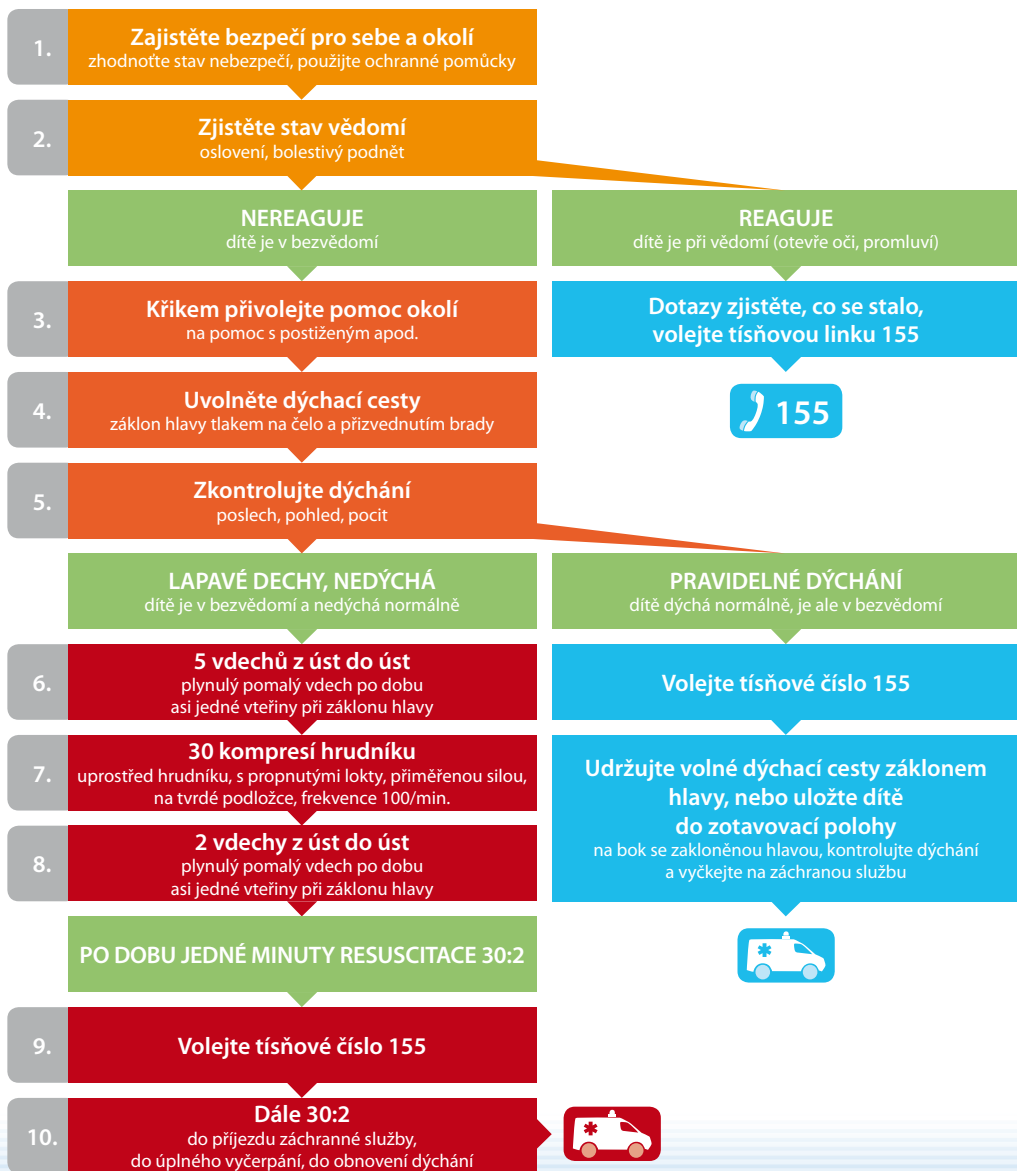 1.
Zajistěte bezpečí pro sebe a okolí
zhodnoťte stav nebezpečí, použijte ochranné pomůcky
2.
Zjistěte stav vědomí
oslovení, bolestivý podnět
NEREAGUJE
dítě je v bezvědomí
REAGUJE
dítě je při vědomí (otevře oči, promluví)
3.
Křikem přivolejte pomoc okolí
na pomoc s postiženým apod.
Dotazy zjistěte, co se stalo,
volejte tísňovou linku 155
155
4.
Uvolněte dýchací cesty
záklon hlavy tlakem na čelo a přizvednutím brady
5.
Zkontrolujte dýchání
poslech, pohled, pocit
LAPAVÉ DECHY, NEDÝCHÁ
dítě je v bezvědomí a nedýchá normálně
PRAVIDELNÉ DÝCHÁNÍ
dítě dýchá normálně, je ale v bezvědomí
6.
5 vdechů z úst do úst
plynulý pomalý vdech po dobu
asi jedné vteřiny při záklonu hlavy
Volejte tísňové číslo 155
7.
30 kompresí hrudníku
uprostřed hrudníku, s propnutými lokty, přiměřenou silou,
na tvrdé podložce, frekvence 100/min.
Udržujte volné dýchací cesty záklonem
hlavy, nebo uložte dítě
do zotavovací polohy
na bok se zakloněnou hlavou, kontrolujte dýchání
a vyčkejte na záchranou službu
8.
2 vdechy z úst do úst
plynulý pomalý vdech po dobu
asi jedné vteřiny při záklonu hlavy
PO DOBU JEDNÉ MINUTY RESUSCITACE 30:2
9.
Volejte tísňové číslo 155
10.
Dále 30:2
do příjezdu záchranné služby,
do úplného vyčerpání, do obnovení dýchání